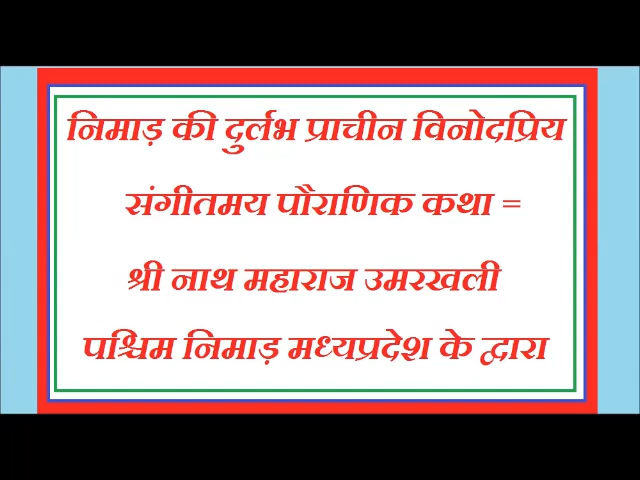 निमाड़ की दुर्लभ प्राचीन विनोदप्रिय
संगीतमय पौराणिक कथा =
श्री नाथ महाराज उमरखली
पश्चिम निमाड़ मध्यप्रदेश के द्वारा